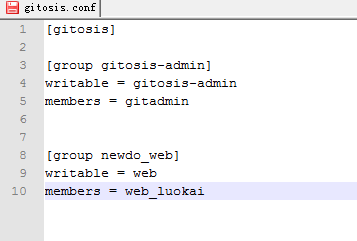 gitosis.conf
1 [gitosis]
2
3 [group gitosis-admin]
4 writable = gitosis-admin
5 members = gitadmin
6
7
8 [group newdo_web]
9 writable = web
10 members = web_luokai